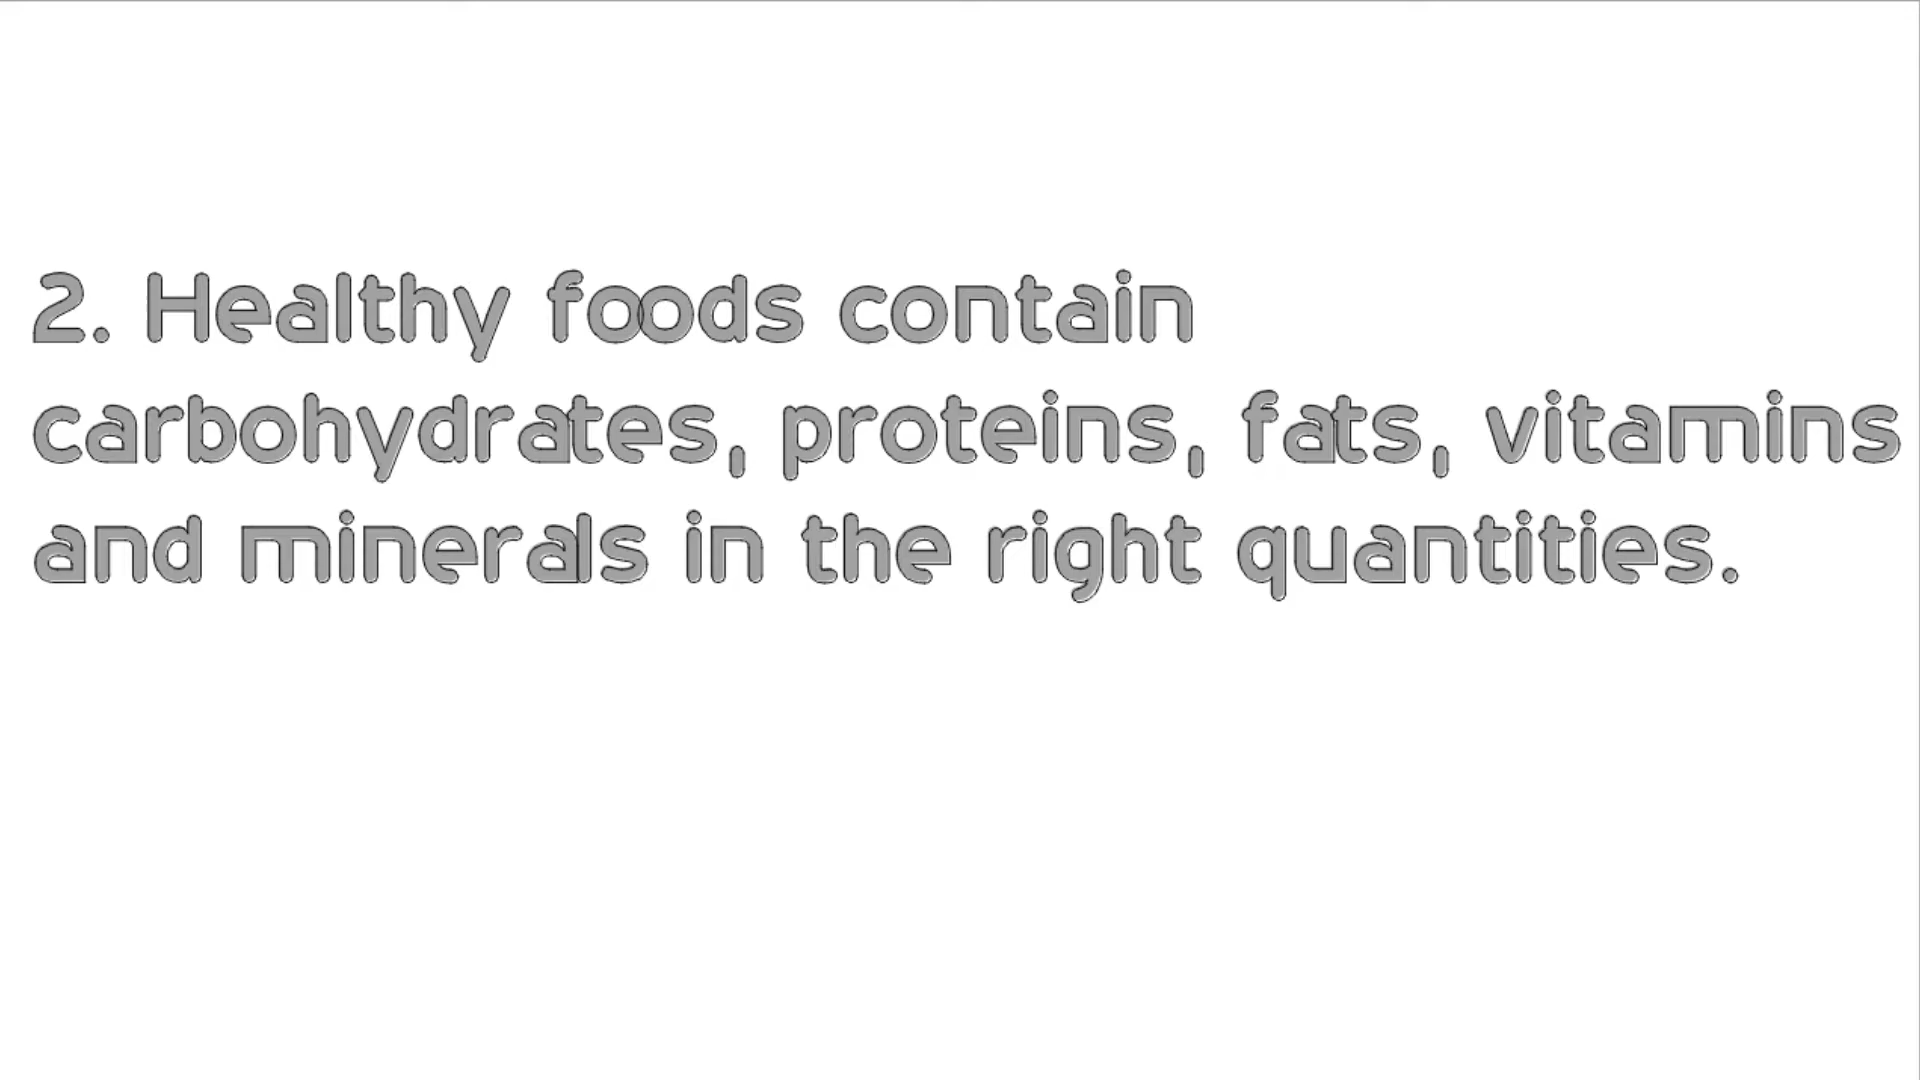 2. Healthy foods contain
carbohydrates, proteins, fats, vitamins
and minerals in the right quantities.